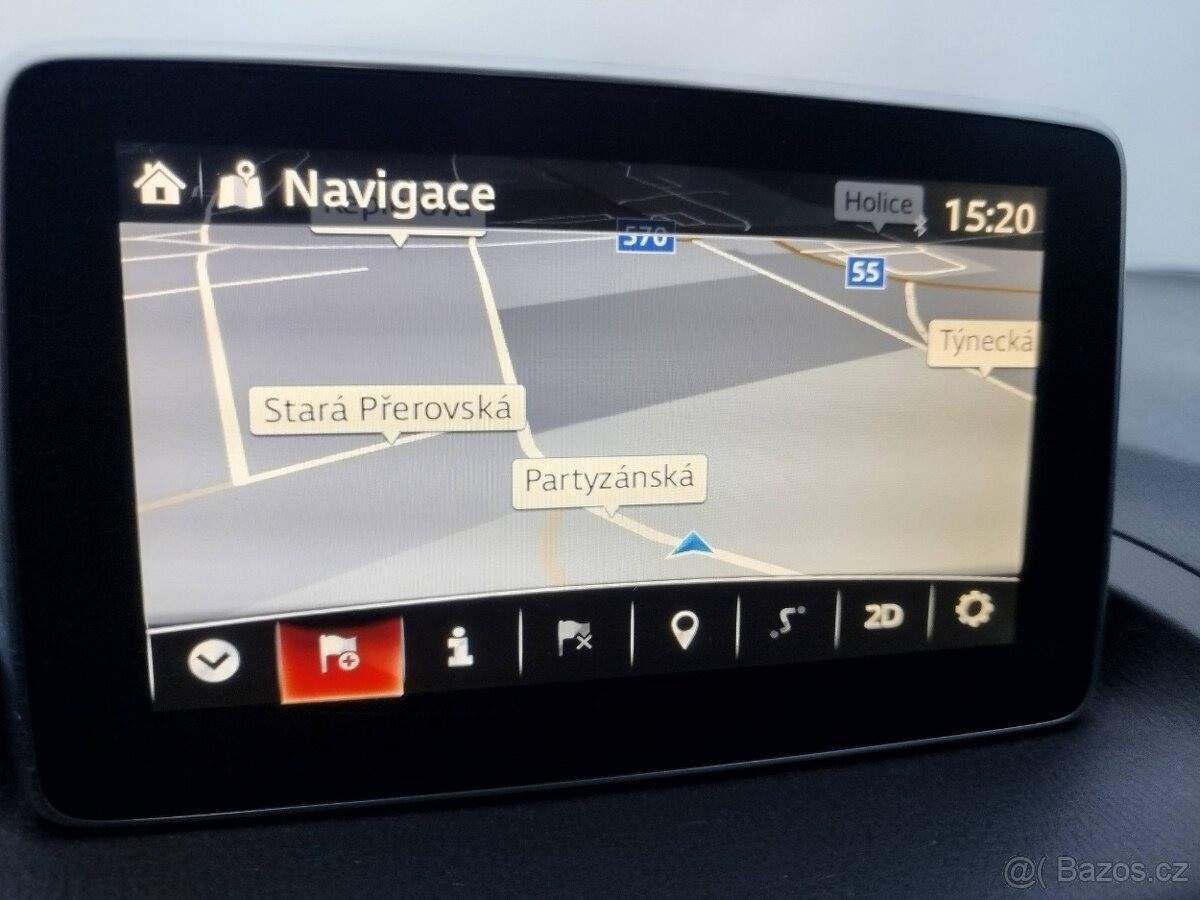 Navigace
Holice
15:20
570
55
Týnecká
Stará Přerovská
Partyzánská
2D
@( Bazos.cz